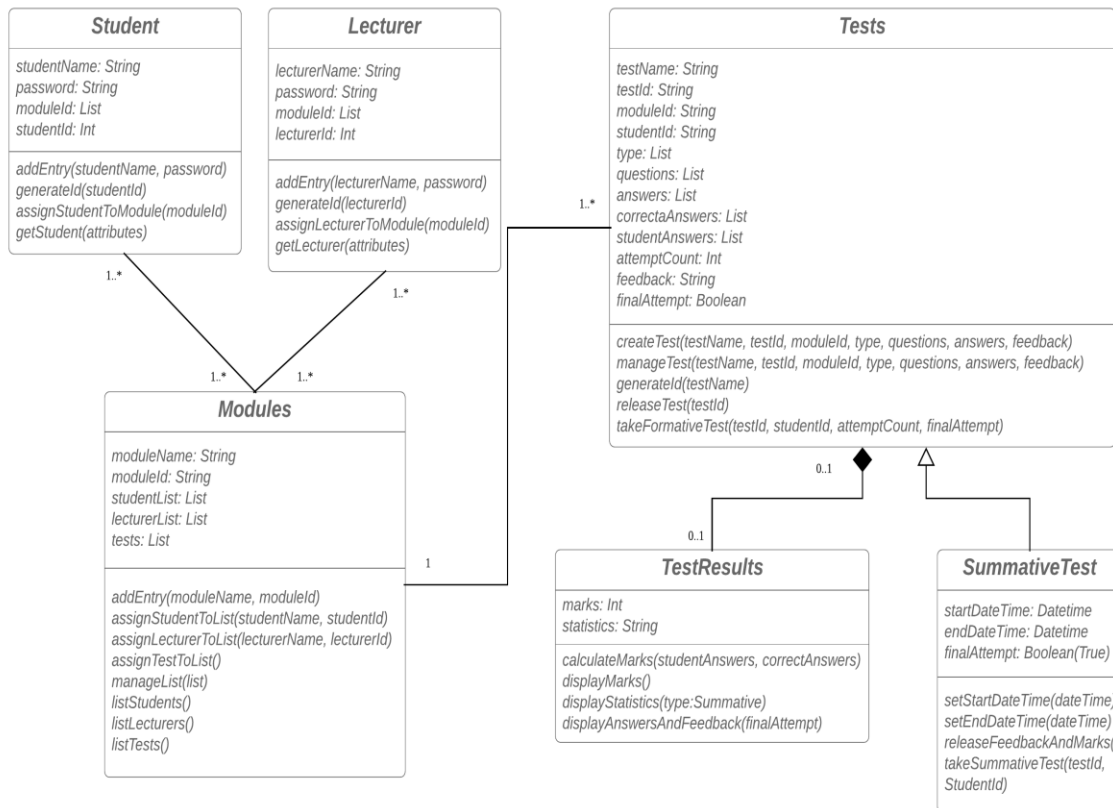 Student
studentName: String
password: String
moduleId: List
studentId: Int
addEntry(studentName, password)
generateId(studentId)
assignStudentToModule(moduleId)
getStudent(attributes)
1..*
Lecturer
lecturerName: String
password: String
moduleId: List
lecturerId: Int
addEntry(lecturerName, password)
generateId(lecturerId)
assignLecturerToModule(moduleId)
getLecturer(attributes)
1..*
Tests
testName: String
testId: String
moduleId: String
studentId: String
type: List
questions: List
answers: List
correctaAnswers: List
studentAnswers: List
attemptCount: Int
feedback: String
finalAttempt: Boolean
createTest(testName, testId, moduleId, type, questions, answers, feedback)
manageTest(testName, testId, moduleId, type, questions, answers, feedback)
generateId(testName)
releaseTest(testId)
takeFormativeTest(testId, studentId, attemptCount, finalAttempt)
1..*
0..1
1..*
1..*
Modules
moduleName: String
moduleId: String
studentList: List
lecturerList: List
tests: List
addEntry(moduleName, moduleId)
assignStudentToList(studentName, studentId)
assignLecturerToList(lecturerName, lecturerId)
assignTestToList()
manageList(list)
listStudents()
listLecturers()
listTests()
1
0..1
TestResults
marks: Int
statistics: String
calculateMarks(studentAnswers, correctAnswers)
displayMarks()
displayStatistics(type:Summative)
displayAnswersAndFeedback(finalAttempt)
SummativeTest
startDateTime: Datetime
endDateTime: Datetime
finalAttempt: Boolean(True)
setStartDateTime(dateTime)
setEndDateTime(dateTime)
releaseFeedbackAndMarks(
takeSummativeTest(testId,
StudentId)